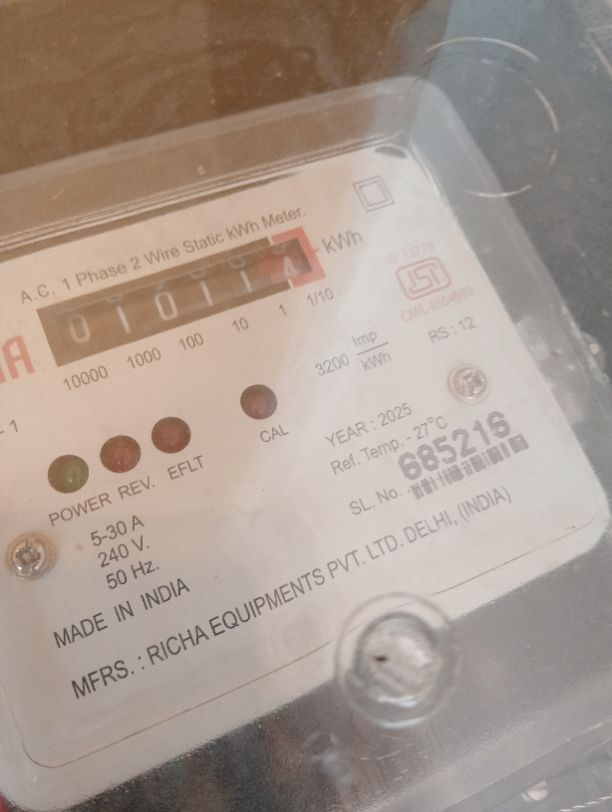 A.C. 1 Phase 2 Wire Static kWh Meter.
010114 kWh
10000 1000 100 10 1 1/10
3200 Imp/kWh
RS : 12
CAL
POWER REV. EFLT
YEAR : 2025
Ref. Temp. - 27°C
SL. No. 685216
5-30 A
240 V.
50 Hz.
MADE IN INDIA
MFRS. : RICHA EQUIPMENTS PVT. LTD. DELHI, (INDIA)